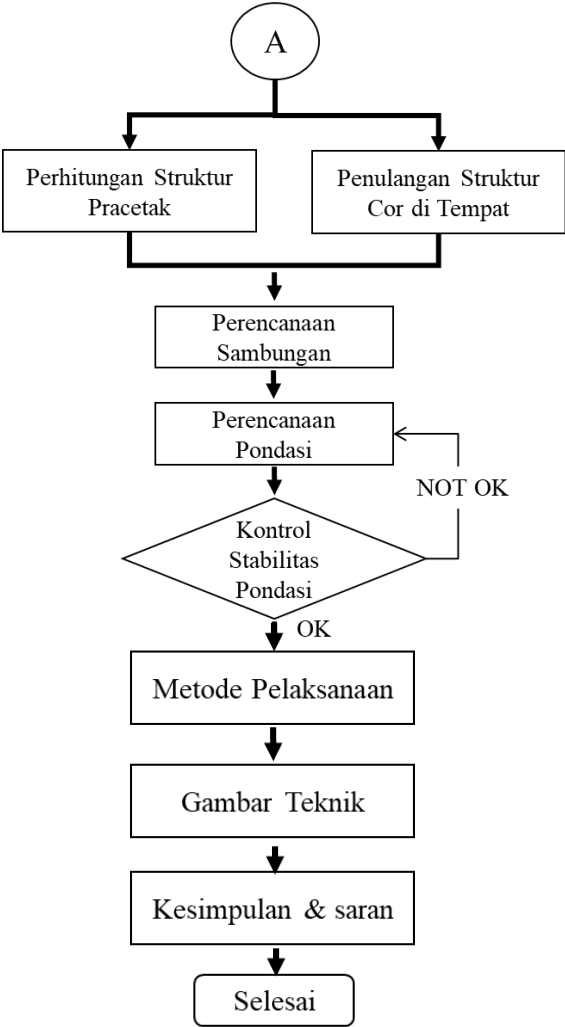 A
Perhitungan Struktur
Pracetak
Penulangan Struktur
Cor di Tempat
Perencanaan
Sambungan
Perencanaan
Pondasi
NOT OK
Kontrol
Stabilitas
Pondasi
OK
Metode Pelaksanaan
Gambar Teknik
Kesimpulan & saran
Selesai